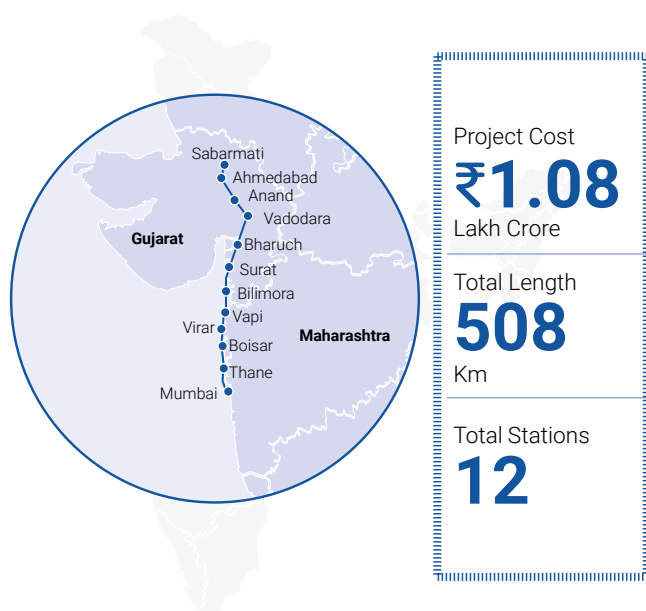 Sabarmati
Ahmedabad
Anand
Vadodara
Gujarat
Bharuch
Surat
Bilimora
Vapi
Virar
Maharashtra
Boisar
Thane
Mumbai
Project Cost
₹1.08
Lakh Crore
Total Length
508
Km
Total Stations
12